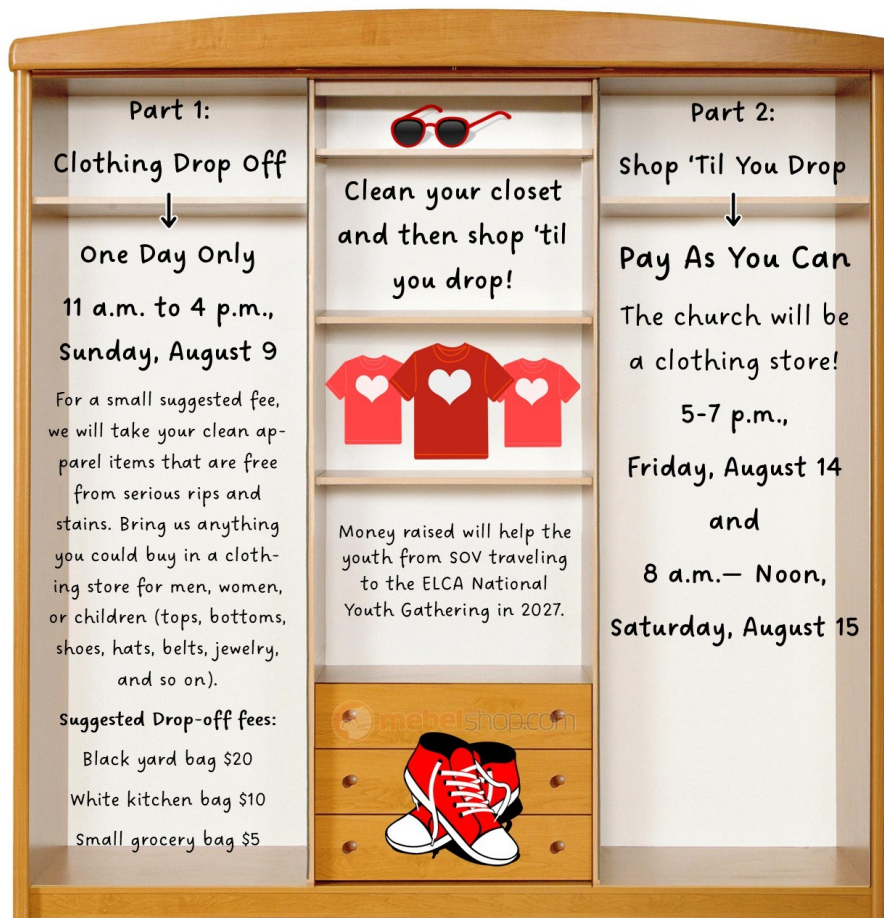 Part 1:
Clothing Drop Off
One Day Only
11 a.m. to 4 p.m.,
Sunday, August 9
For a small suggested fee,
we will take your clean ap-
parel items that are free
from serious rips and
stains. Bring us anything
you could buy in a cloth-
ing store for men, women,
or children (tops, bottoms,
shoes, hats, belts, jewelry,
and so on).
Suggested Drop-off fees:
Black yard bag $20
White kitchen bag $10
Small grocery bag $5
Clean your closet
and then shop ‘til
you drop!
Money raised will help the
youth from SOV traveling
to the ELCA National
Youth Gathering in 2027.
mebelshop.com
Part 2:
Shop ‘Til You Drop
Pay As You Can
The church will be
a clothing store!
5-7 p.m.,
Friday, August 14
and
8 a.m.— Noon,
Saturday, August 15